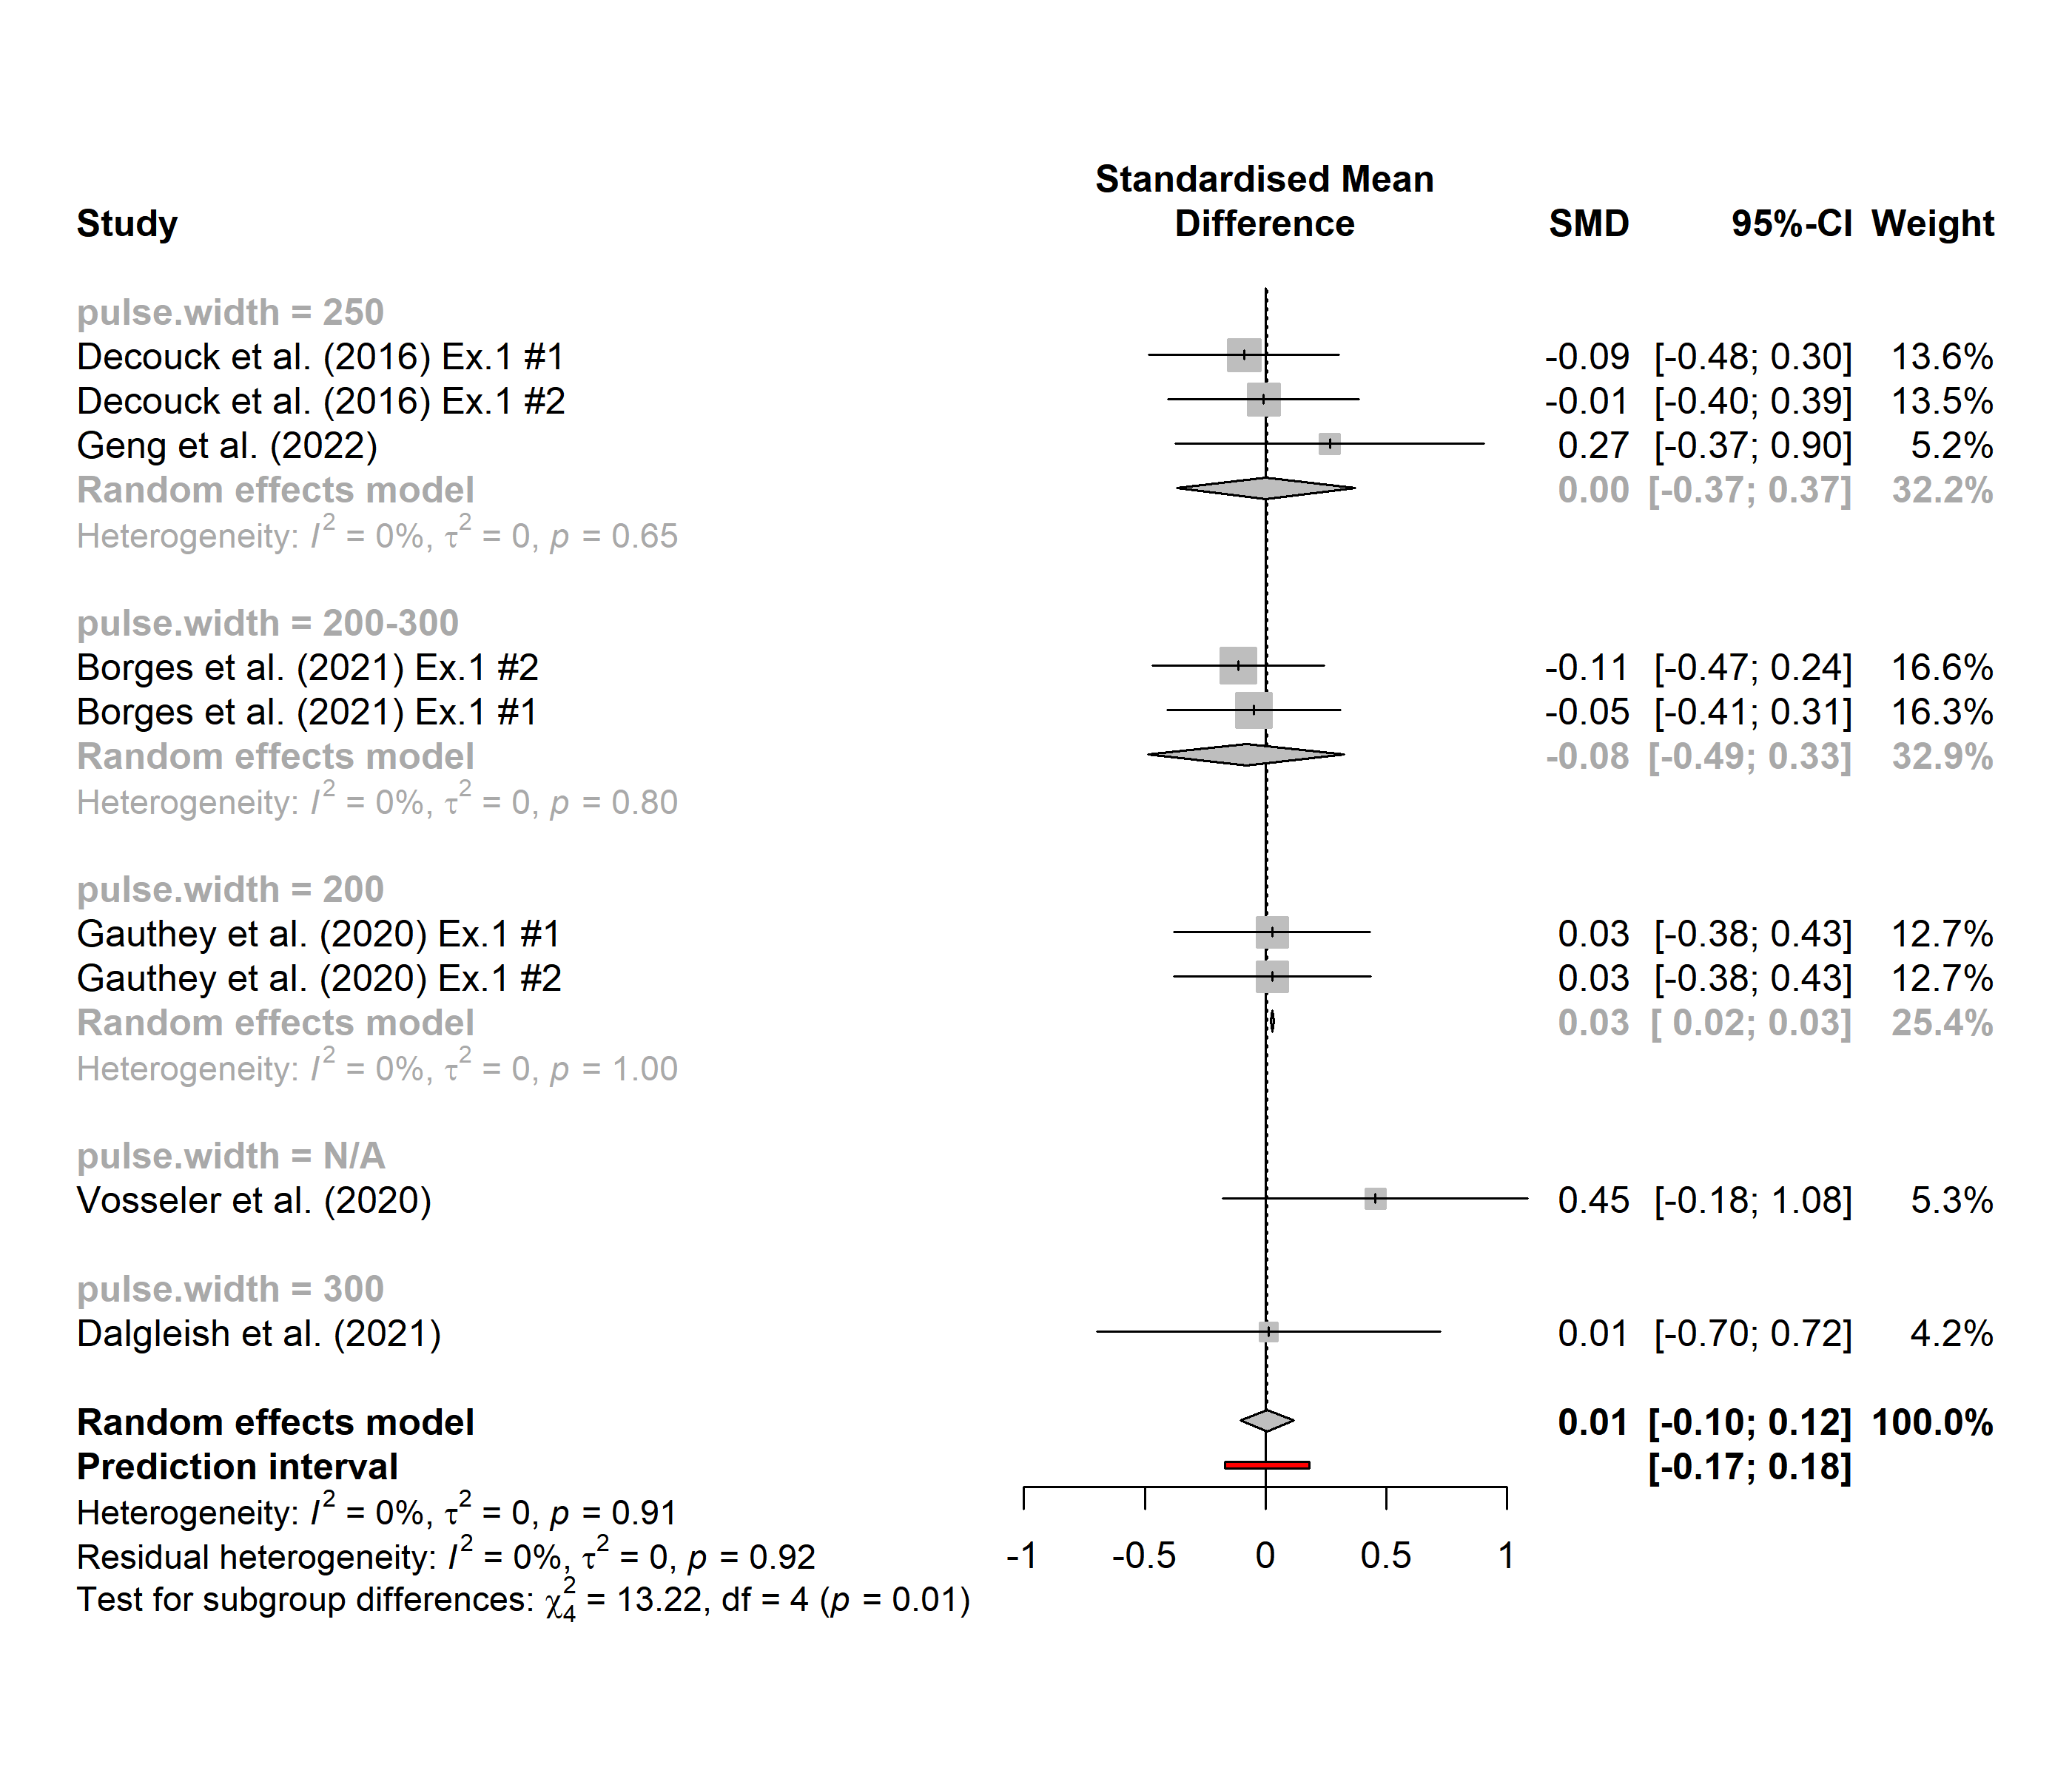 Standardised Mean
Study Difference SMD 95%-CI Weight
pulse.width = 250
Decouck et al. (2016) Ex.1 #1 -0.09 [-0.48; 0.30] 13.6%
Decouck et al. (2016) Ex.1 #2 -0.01 [-0.40; 0.39] 13.5%
Geng et al. (2022) 0.27 [-0.37; 0.90] 5.2%
Random effects model 0.00 [-0.37; 0.37] 32.2%
Heterogeneity: I² = 0%, τ² = 0, p = 0.65
pulse.width = 200-300
Borges et al. (2021) Ex.1 #2 -0.11 [-0.47; 0.24] 16.6%
Borges et al. (2021) Ex.1 #1 -0.05 [-0.41; 0.31] 16.3%
Random effects model -0.08 [-0.49; 0.33] 32.9%
Heterogeneity: I² = 0%, τ² = 0, p = 0.80
pulse.width = 200
Gauthey et al. (2020) Ex.1 #1 0.03 [-0.38; 0.43] 12.7%
Gauthey et al. (2020) Ex.1 #2 0.03 [-0.38; 0.43] 12.7%
Random effects model 0.03 [ 0.02; 0.03] 25.4%
Heterogeneity: I² = 0%, τ² = 0, p = 1.00
pulse.width = N/A
Vosseler et al. (2020) 0.45 [-0.18; 1.08] 5.3%
pulse.width = 300
Dalgleish et al. (2021) 0.01 [-0.70; 0.72] 4.2%
Random effects model 0.01 [-0.10; 0.12] 100.0%
Prediction interval [-0.17; 0.18]
Heterogeneity: I² = 0%, τ² = 0, p = 0.91
Residual heterogeneity: I² = 0%, τ² = 0, p = 0.92
-1 -0.5 0 0.5 1
Test for subgroup differences: χ²₄ = 13.22, df = 4 (p = 0.01)